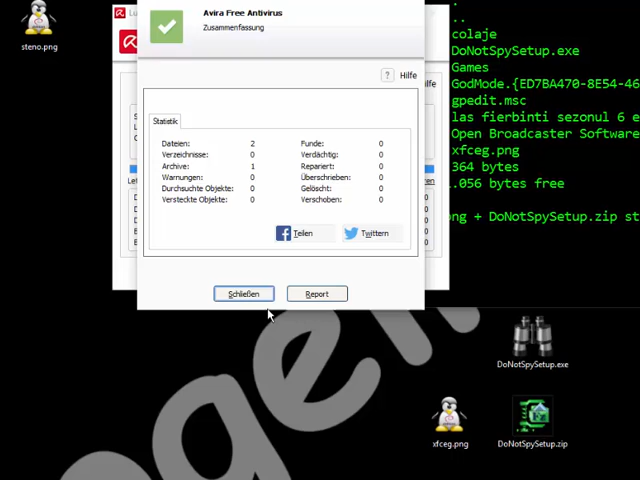 steno.png
Lu
Avira Free Antivirus
Zusammenfassung
Hilfe
ilfe
Statistik
Dateien: 2 Funde: 0
Verzeichnisse: 0 Verdächtig: 0
Archive: 1 Repariert: 0
Warnungen: 0 Überschrieben: 0
Durchsuchte Objekte: 0 Gelöscht: 0
Versteckte Objekte: 0 Verschoben: 0
Teilen
Twittern
Schließen
Report
.
..
colaje
DoNotSpySetup.exe
Games
GodMode.{ED7BA470-8E54-46
gpedit.msc
las fierbinti sezonul 6 e
Open Broadcaster Software
xfceg.png
364 bytes
.056 bytes free
png + DoNotSpySetup.zip st
DoNotSpySetup.exe
xfceg.png
DoNotSpySetup.zip